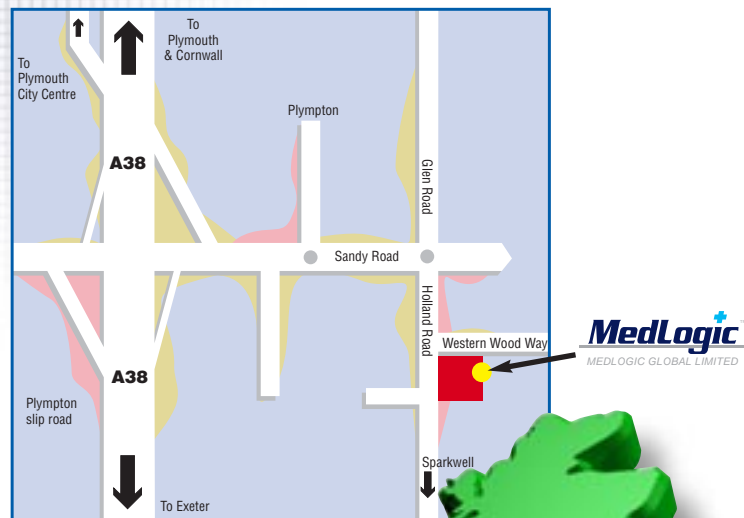 To
Plymouth
& Cornwall
To
Plymouth
City Centre
Plympton
A38
Glen Road
Sandy Road
Holland Road
Western Wood Way
MedLogic
MEDLOGIC GLOBAL LIMITED
A38
Plympton
slip road
Sparkwell
To Exeter